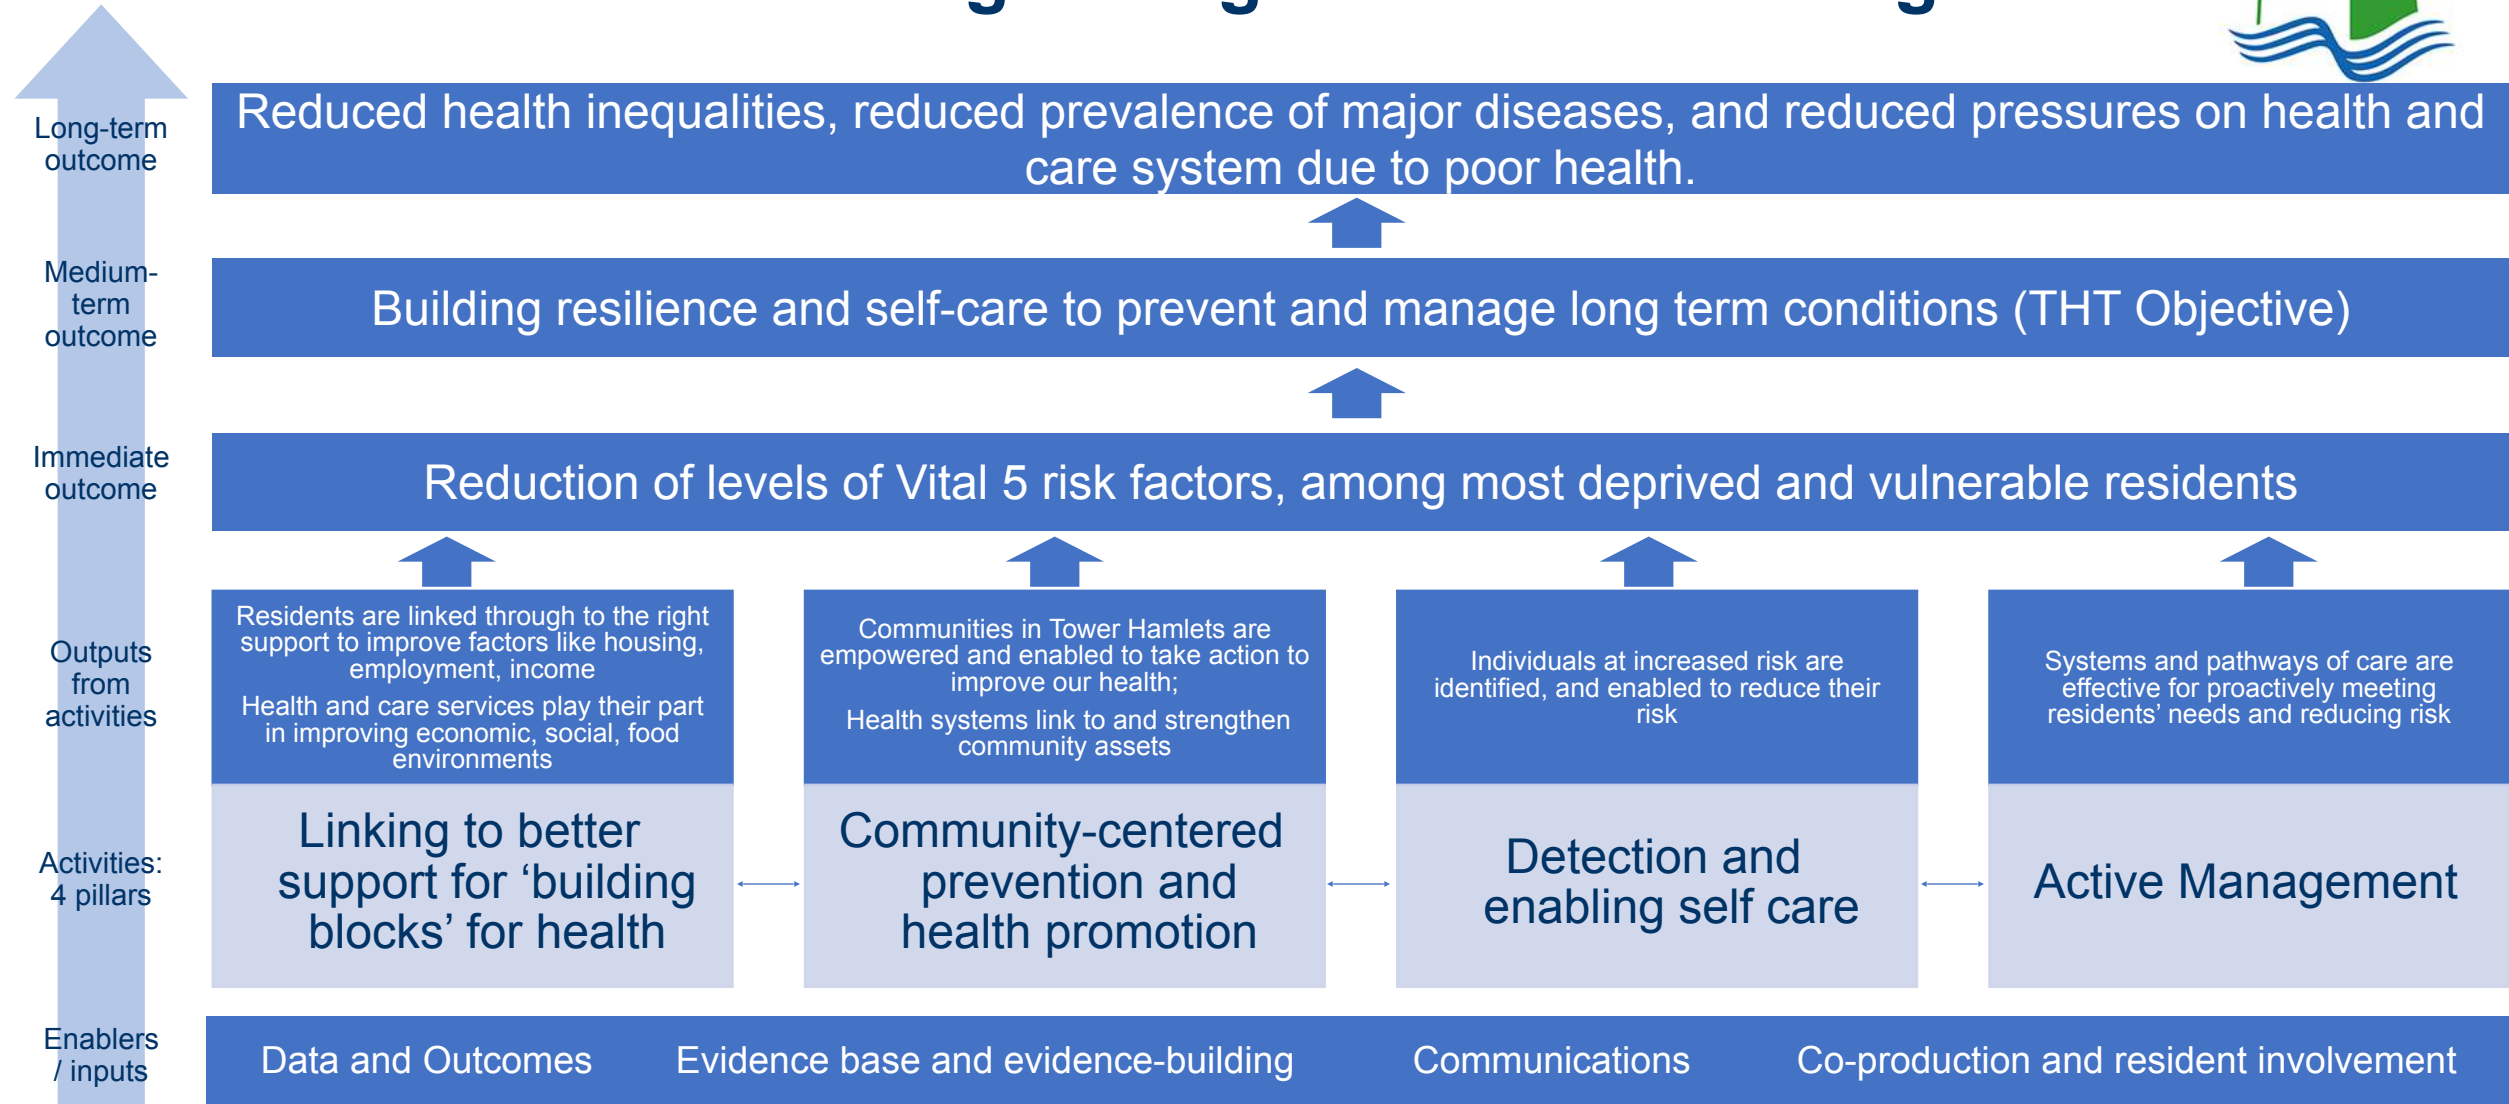 Long-term
outcome
Reduced health inequalities, reduced prevalence of major diseases, and reduced pressures on health and
care system due to poor health.
Medium-
term
outcome
Building resilience and self-care to prevent and manage long term conditions (THT Objective)
Immediate
outcome
Reduction of levels of Vital 5 risk factors, among most deprived and vulnerable residents
Outputs
from
activities
Residents are linked through to the right
support to improve factors like housing,
employment, income
Health and care services play their part
in improving economic, social, food
environments
Communities in Tower Hamlets are
empowered and enabled to take action to
improve our health;
Health systems link to and strengthen
community assets
Individuals at increased risk are
identified, and enabled to reduce their
risk
Systems and pathways of care are
effective for proactively meeting
residents’ needs and reducing risk
Activities:
4 pillars
Linking to better
support for ‘building
blocks’ for health
Community-centered
prevention and
health promotion
Detection and
enabling self care
Active Management
Enablers
/ inputs
Data and Outcomes
Evidence base and evidence-building
Communications
Co-production and resident involvement